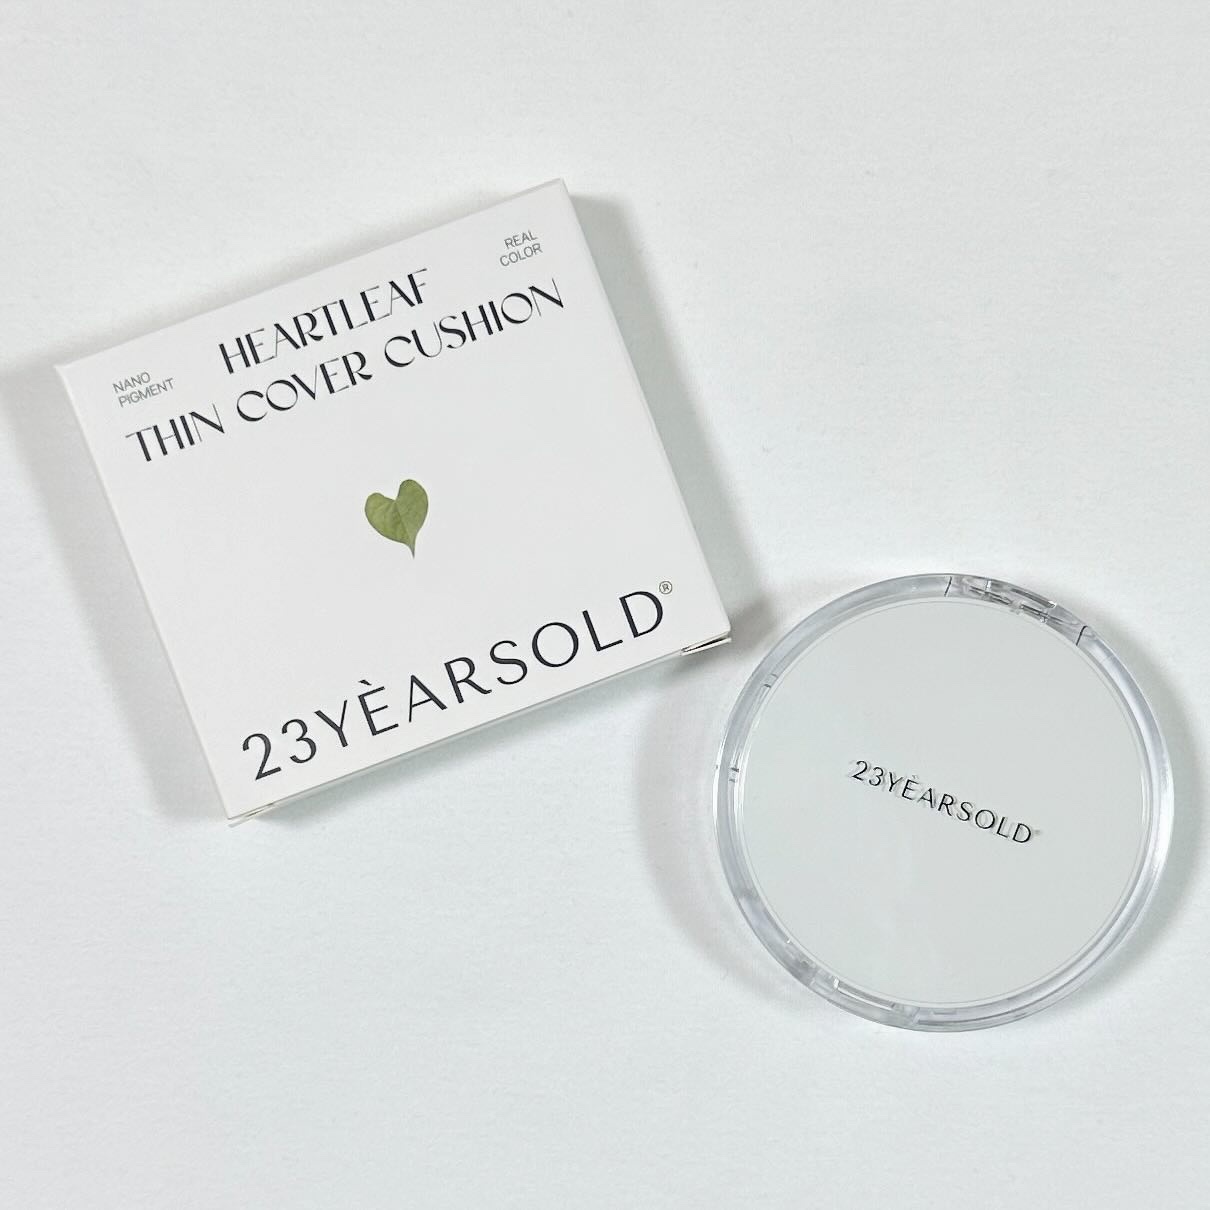 REAL
COLOR
HEARTLEAF
NANO
PIGMENT
THIN COVER CUSHION
23YÈARSOLD®
23YÈARSOLD